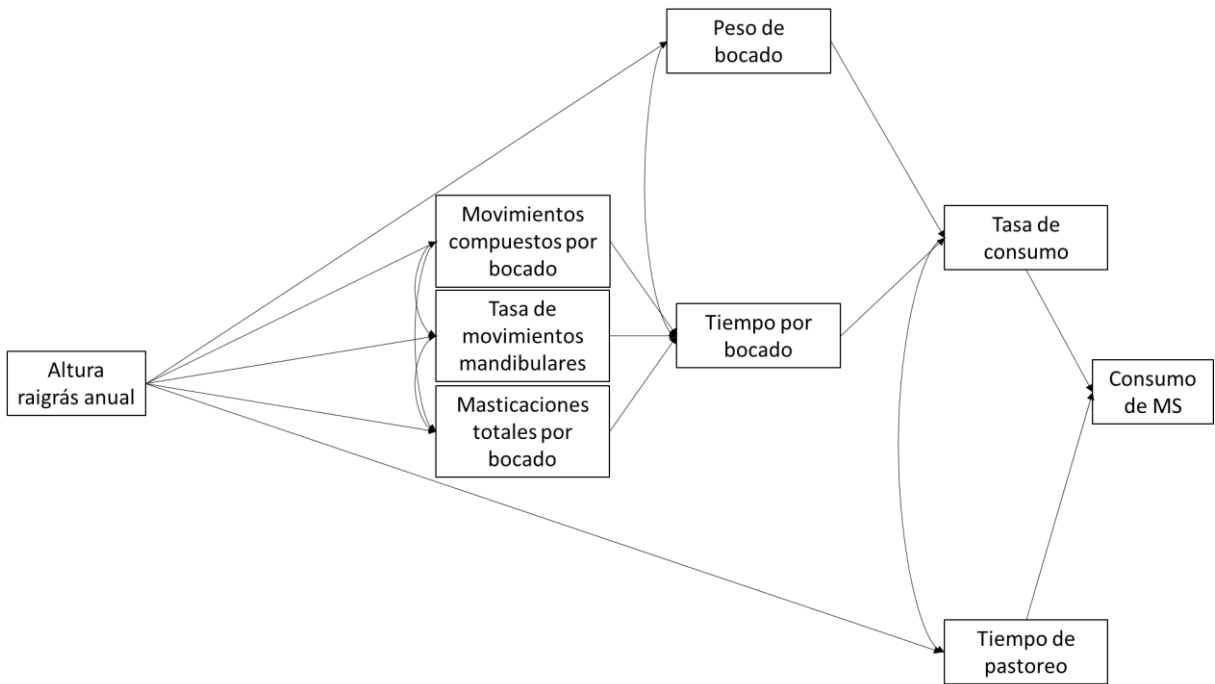 Peso de
bocado
Movimientos
compuestos por
bocado
Tasa de
consumo
Tasa de
movimientos
mandibulares
Tiempo por
bocado
Altura
raigrás anual
Consumo
de MS
Masticaciones
totales por
bocado
Tiempo de
pastoreo